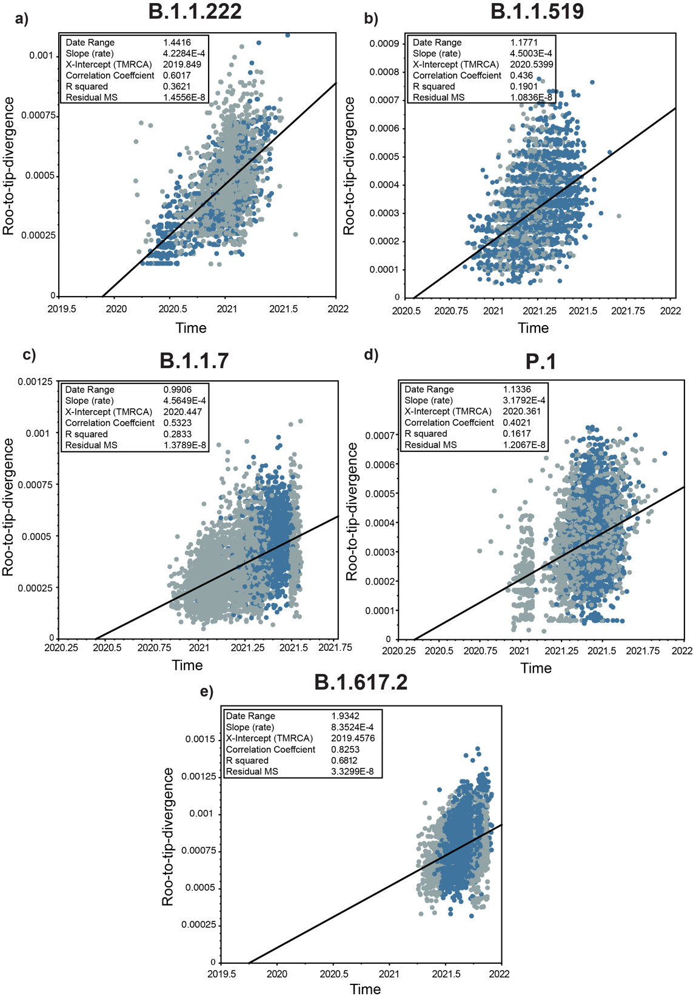 a)
B.1.1.222
Date Range 1.4416
Slope (rate) 4.2284E-4
X-Intercept (TMRCA) 2019.849
Correlation Coeffcient 0.6017
R squared 0.3621
Residual MS 1.4556E-8
0.001
0.00075
0.0005
0.00025
0
Roo-to-tip-divergence
2019.5 2020 2020.5 2021 2021.5 2022
Time
b)
B.1.1.519
Date Range 1.1771
Slope (rate) 4.5003E-4
X-Intercept (TMRCA) 2020.5399
Correlation Coeffcient 0.436
R squared 0.1901
Residual MS 1.0836E-8
0.0009
0.0008
0.0007
0.0006
0.0005
0.0004
0.0003
0.0002
0.0001
0
Roo-to-tip-divergence
2020.5 2020.75 2021 2021.25 2021.5 2021.75 2022
Time
c)
B.1.1.7
Date Range 0.9906
Slope (rate) 4.5649E-4
X-Intercept (TMRCA) 2020.447
Correlation Coeffcient 0.5323
R squared 0.2833
Residual MS 1.3789E-8
0.00125
0.001
0.00075
0.0005
0.00025
0
Roo-to-tip-divergence
2020.25 2020.5 2020.75 2021 2021.25 2021.5 2021.75
Time
d)
P.1
Date Range 1.1336
Slope (rate) 3.1792E-4
X-Intercept (TMRCA) 2020.361
Correlation Coeffcient 0.4021
R squared 0.1617
Residual MS 1.2067E-8
0.0007
0.0006
0.0005
0.0004
0.0003
0.0002
0.0001
0
Roo-to-tip-divergence
2020.25 2020.5 2020.75 2021 2021.25 2021.5 2021.75 2022
Time
e)
B.1.617.2
Date Range 1.9342
Slope (rate) 8.3524E-4
X-Intercept (TMRCA) 2019.4576
Correlation Coeffcient 0.8253
R squared 0.6812
Residual MS 3.3299E-8
0.0015
0.00125
0.001
0.00075
0.0005
0.00025
0
Roo-to-tip-divergence
2019.5 2020 2020.5 2021 2021.5 2022
Time